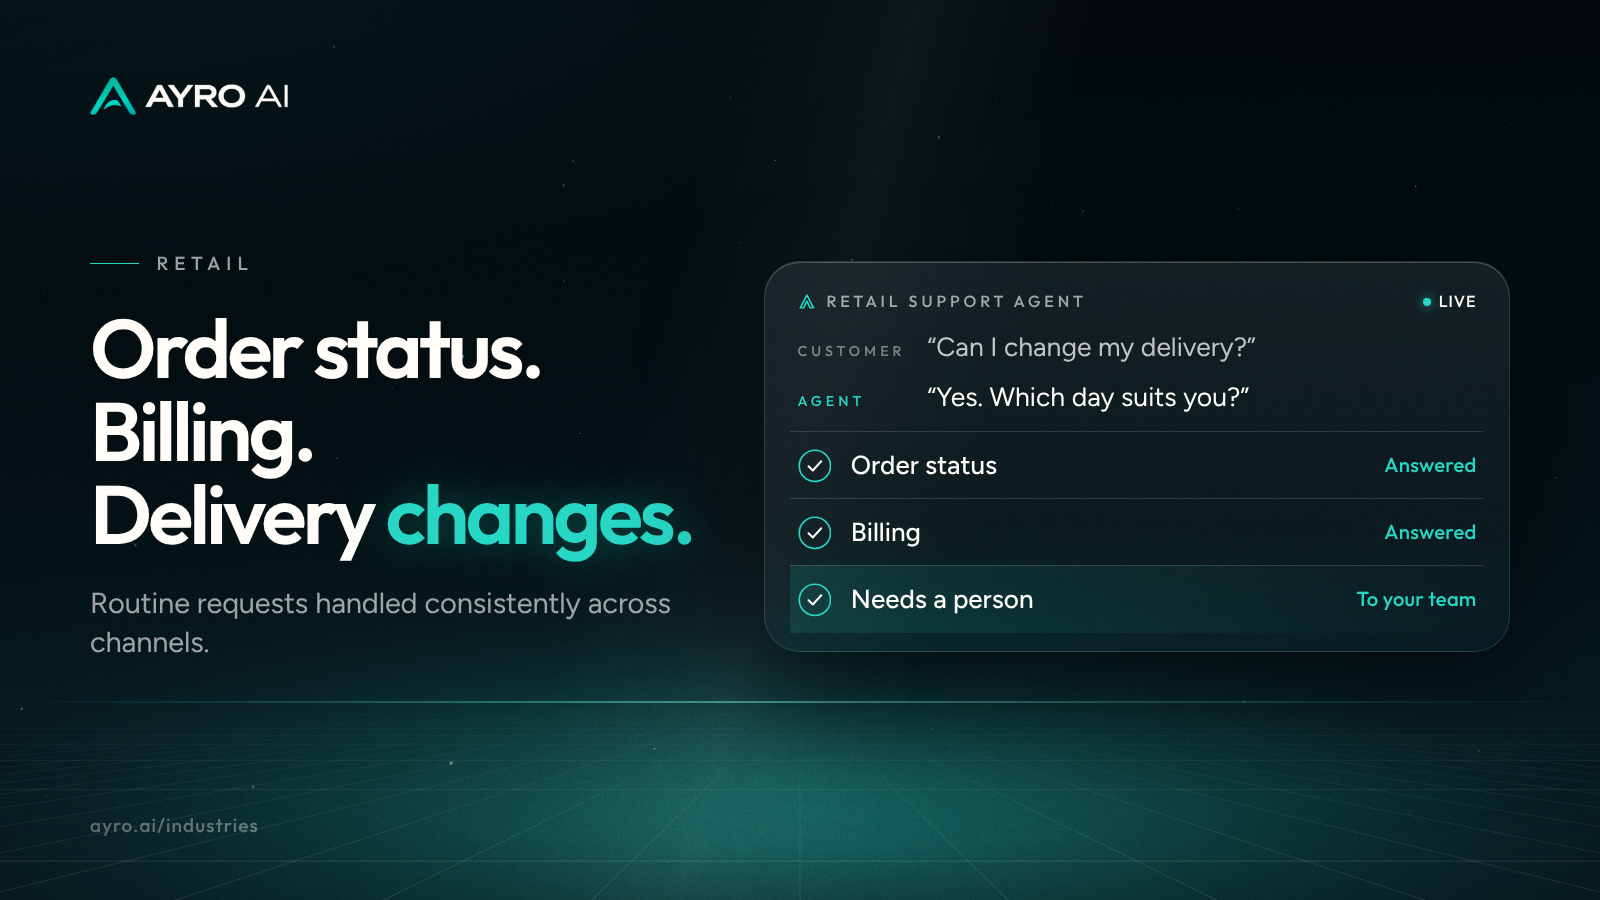 AYRO AI
RETAIL
Order status.
Billing.
Delivery changes.
Routine requests handled consistently across
channels.
RETAIL SUPPORT AGENT
LIVE
CUSTOMER “Can I change my delivery?”
AGENT “Yes. Which day suits you?”
Order status Answered
Billing Answered
Needs a person To your team
ayro.ai/industries